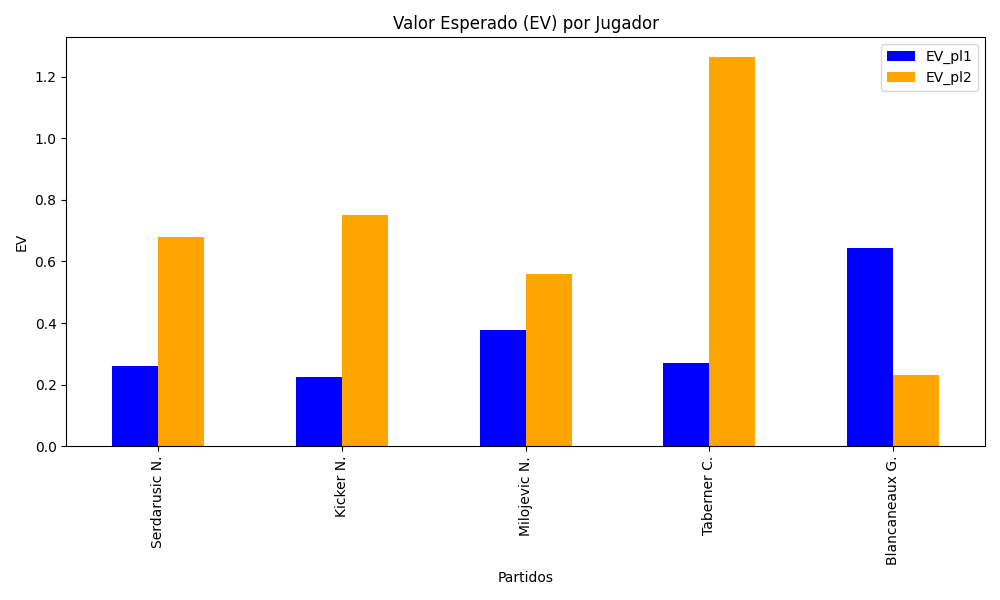 Valor Esperado (EV) por Jugador
EV_pl1
EV_pl2
EV
1.2
1.0
0.8
0.6
0.4
0.2
0.0
Serdarusic N.
Kicker N.
Milojevic N.
Taberner C.
Blancaneaux G.
Partidos